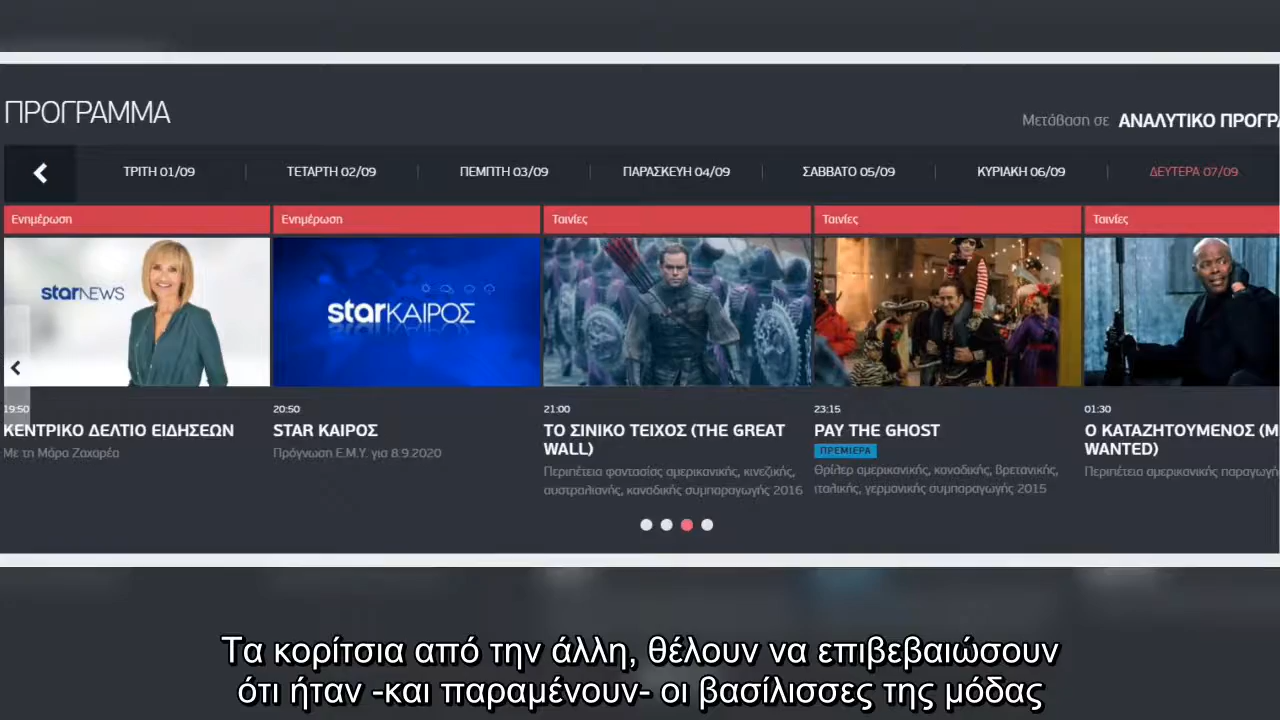 ΠΡΟΓΡΑΜΜΑ
Μετάβαση σε ΑΝΑΛΥΤΙΚΟ ΠΡΟΓΡΑ
ΤΡΙΤΗ 01/09 ΤΕΤΑΡΤΗ 02/09 ΠΕΜΠΤΗ 03/09 ΠΑΡΑΣΚΕΥΗ 04/09 ΣΑΒΒΑΤΟ 05/09 ΚΥΡΙΑΚΗ 06/09 ΔΕΥΤΕΡΑ 07/09
Ενημέρωση Ενημέρωση Ταινίες Ταινίες Ταινίες
starNEWS
starΚΑΙΡΟΣ
19:50
ΚΕΝΤΡΙΚΟ ΔΕΛΤΙΟ ΕΙΔΗΣΕΩΝ
Με τη Μάρα Ζαχαρέα
20:50
STAR ΚΑΙΡΟΣ
Πρόγνωση Ε.Μ.Υ. για 8.9.2020
21:00
ΤΟ ΣΙΝΙΚΟ ΤΕΙΧΟΣ (THE GREAT
WALL)
Περιπέτεια φαντασίας αμερικανικής, κινεζικής,
αυστραλιανής, καναδικής συμπαραγωγής 2016
23:15
PAY THE GHOST
ΠΡΕΜΙΕΡΑ
Θρίλερ αμερικανικής, καναδικής, βρετανικής,
ιταλικής, γερμανικής συμπαραγωγής 2015
01:30
Ο ΚΑΤΑΖΗΤΟΥΜΕΝΟΣ (M
WANTED)
Περιπέτεια αμερικανικής παραγωγή
Τα κορίτσια από την άλλη, θέλουν να επιβεβαιώσουν
ότι ήταν -και παραμένουν- οι βασίλισσες της μόδας